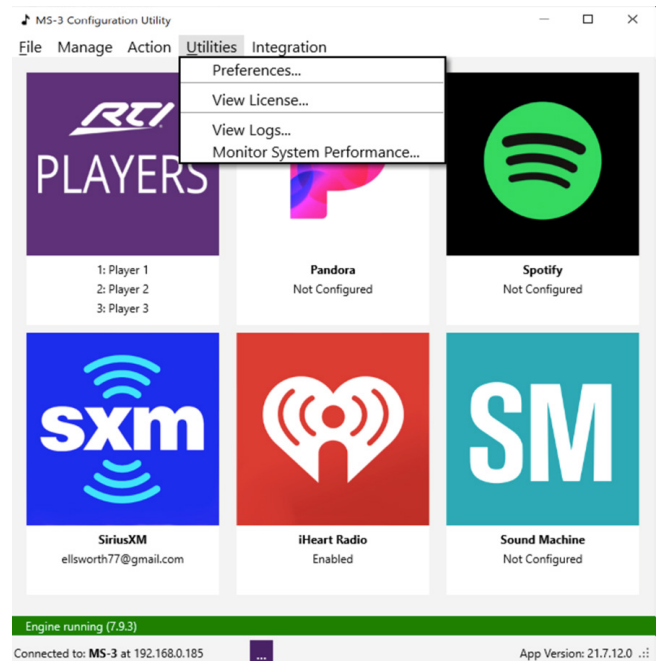 MS-3 Configuration Utility
File Manage Action Utilities Integration
Preferences...
View License...
View Logs...
Monitor System Performance...
RTI
PLAYERS
1: Player 1
2: Player 2
3: Player 3
Pandora
Not Configured
Spotify
Not Configured
sxm
SiriusXM
ellsworth77@gmail.com
iHeart Radio
Enabled
SM
Sound Machine
Not Configured
Engine running (7.9.3)
Connected to: MS-3 at 192.168.0.185
...
App Version: 21.7.12.0